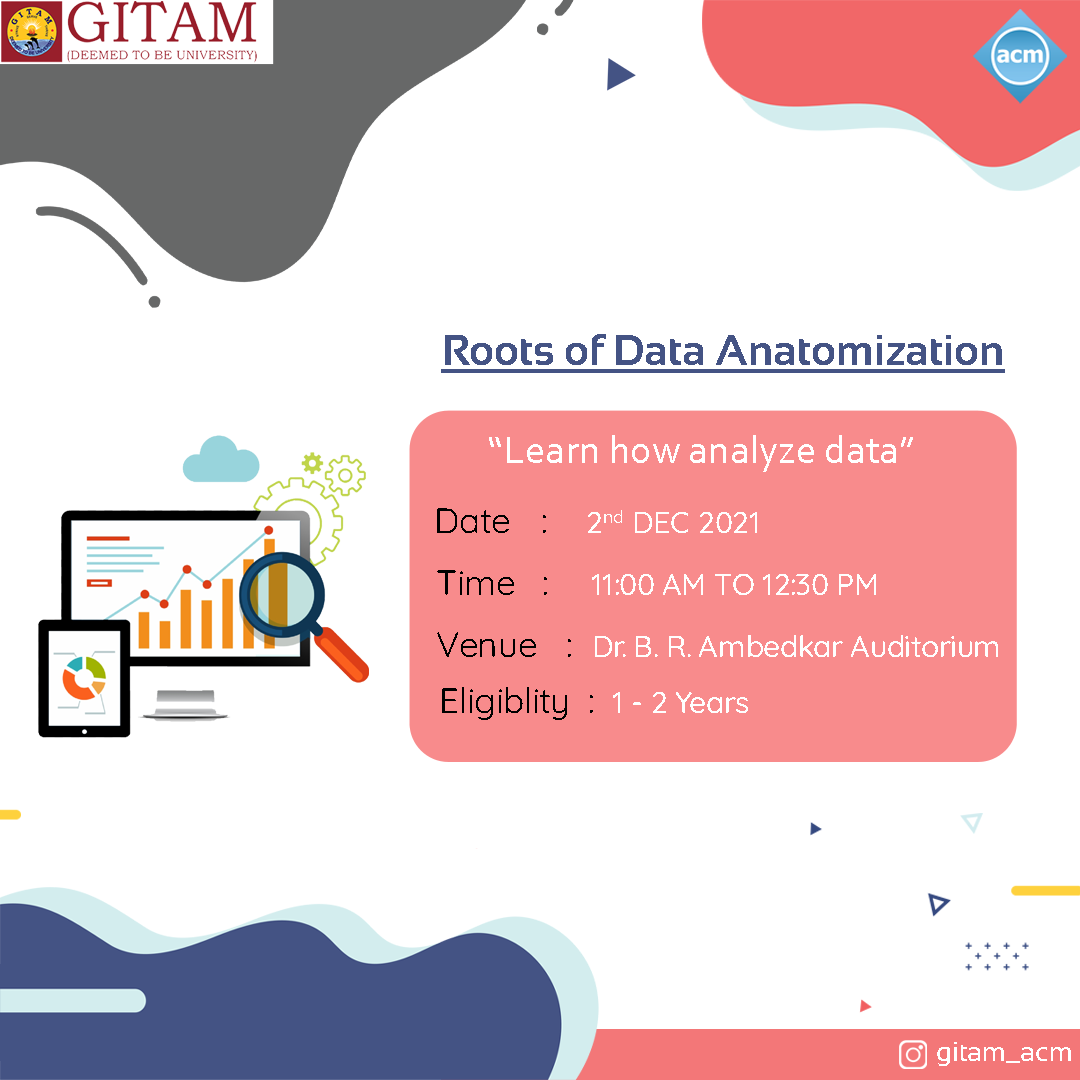 GITAM
(DEEMED TO BE UNIVERSITY)
acm
Roots of Data Anatomization
“Learn how analyze data”
Date : 2nd DEC 2021
Time : 11:00 AM TO 12:30 PM
Venue : Dr. B. R. Ambedkar Auditorium
Eligiblity : 1 - 2 Years
gitam_acm